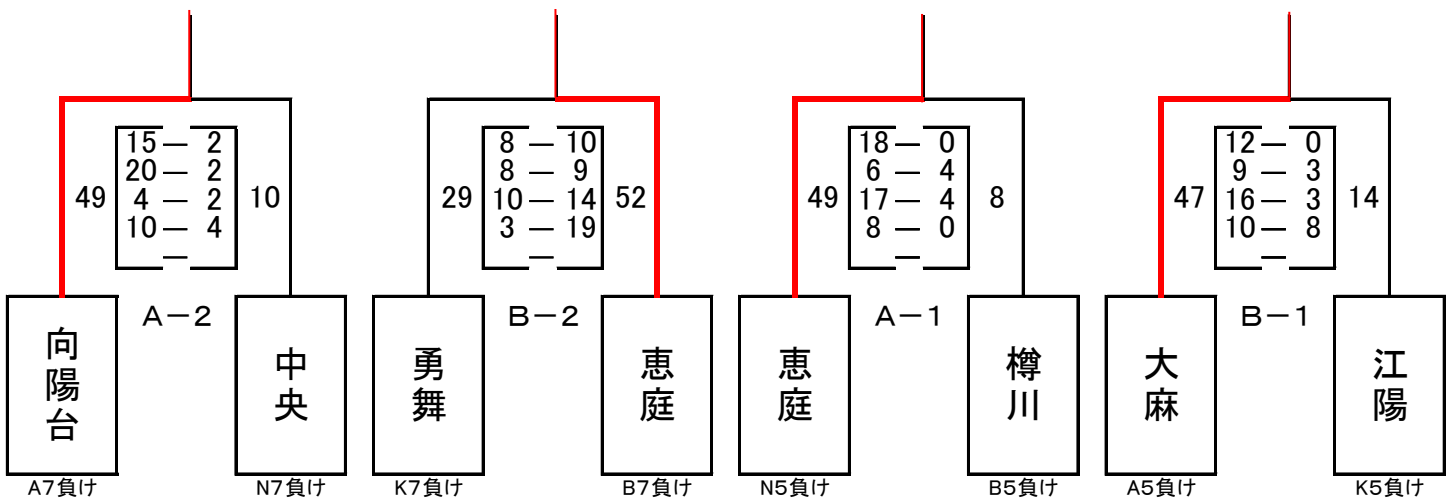 15 — 2
20 — 2
49 4 — 2 10
10 — 4
—
A-2
向陽台
中央
A7負け
N7負け
8 — 10
8 — 9
29 10 — 14 52
3 — 19
—
B-2
勇舞
恵庭
K7負け
B7負け
18 — 0
6 — 4
49 17 — 4 8
8 — 0
—
A-1
恵庭
樽川
N5負け
B5負け
12 — 0
9 — 3
47 16 — 3 14
10 — 8
—
B-1
大麻
江陽
A5負け
K5負け